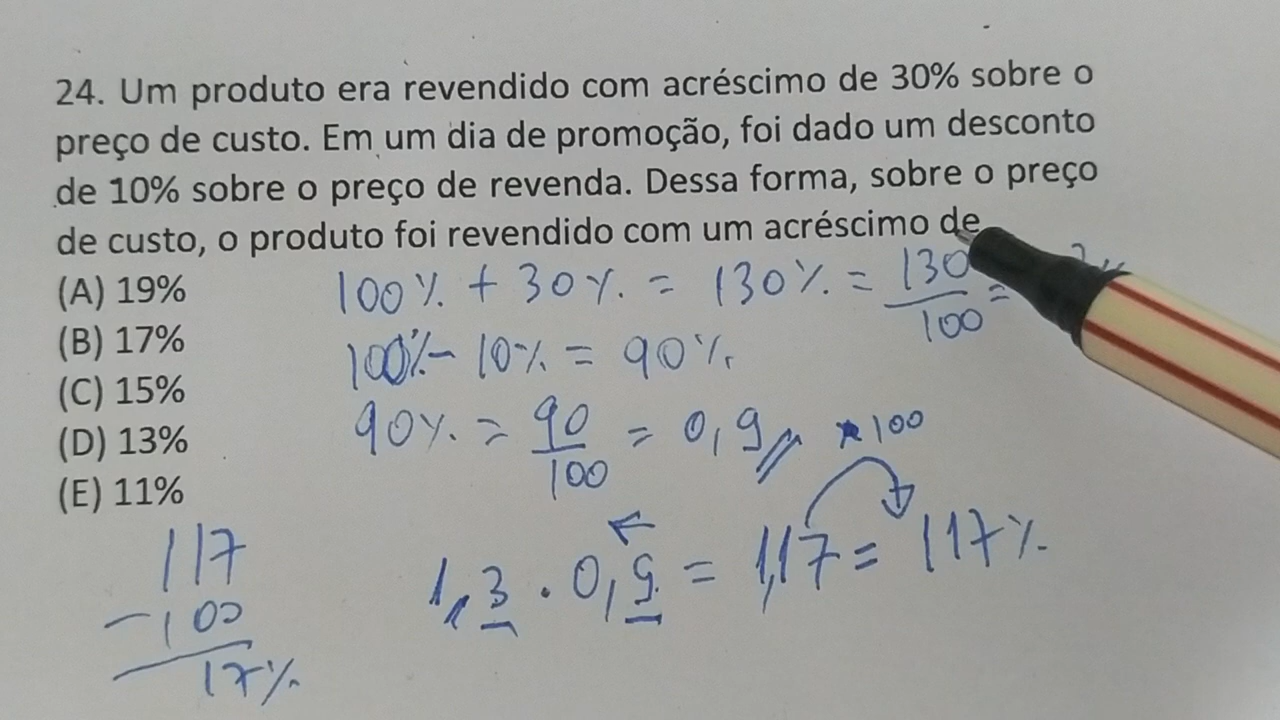 24. Um produto era revendido com acréscimo de 30% sobre o
preço de custo. Em um dia de promoção, foi dado um desconto
de 10% sobre o preço de revenda. Dessa forma, sobre o preço
de custo, o produto foi revendido com um acréscimo de
(A) 19%
(B) 17%
(C) 15%
(D) 13%
(E) 11%
100% + 30% = 130% = 130/100 =
100% - 10% = 90%
90% = 90/100 = 0,9
×100
1,3 . 0,9 = 1,17 = 117%
117
- 100
17%